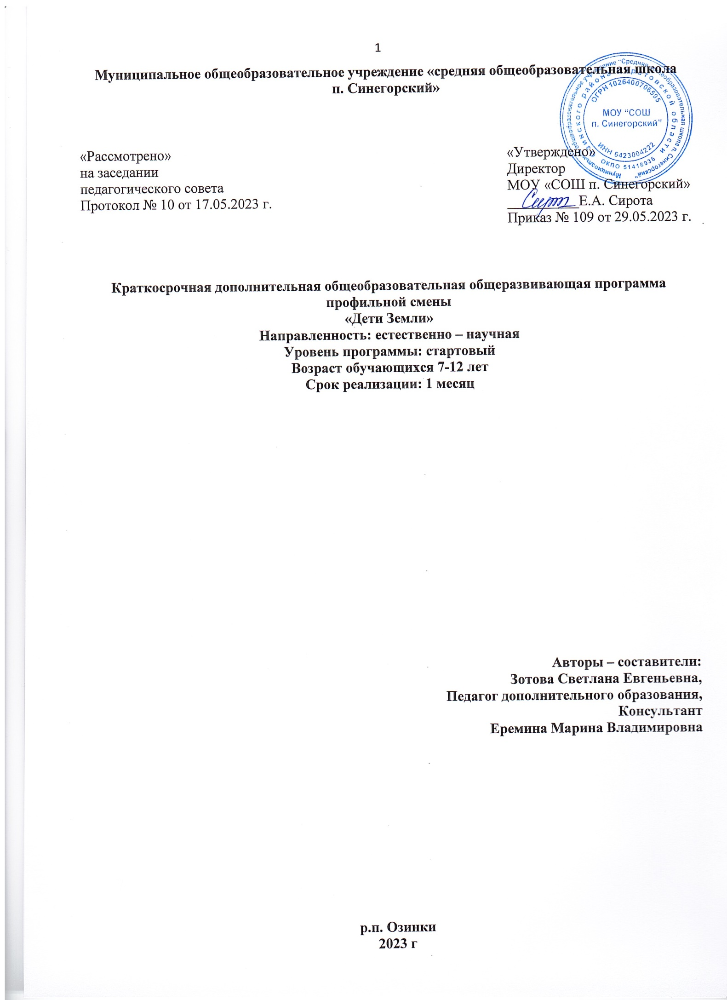 1
Муниципальное общеобразовательное учреждение «средняя общеобразовательная школа
п. Синегорский»
ОГРН 1026400706595
МОУ "СОШ
п. Синегорский"
ИНН 6423004222
ОКПО 51418936
«Рассмотрено»
на заседании
педагогического совета
Протокол № 10 от 17.05.2023 г.
«Утверждено»
Директор
МОУ «СОШ п. Синегорский»
Е.А. Сирота
Приказ № 109 от 29.05.2023 г.
Краткосрочная дополнительная общеобразовательная общеразвивающая программа
профильной смены
«Дети Земли»
Направленность: естественно – научная
Уровень программы: стартовый
Возраст обучающихся 7-12 лет
Срок реализации: 1 месяц
Авторы – составители:
Зотова Светлана Евгеньевна,
Педагог дополнительного образования,
Консультант
Еремина Марина Владимировна
р.п. Озинки
2023 г